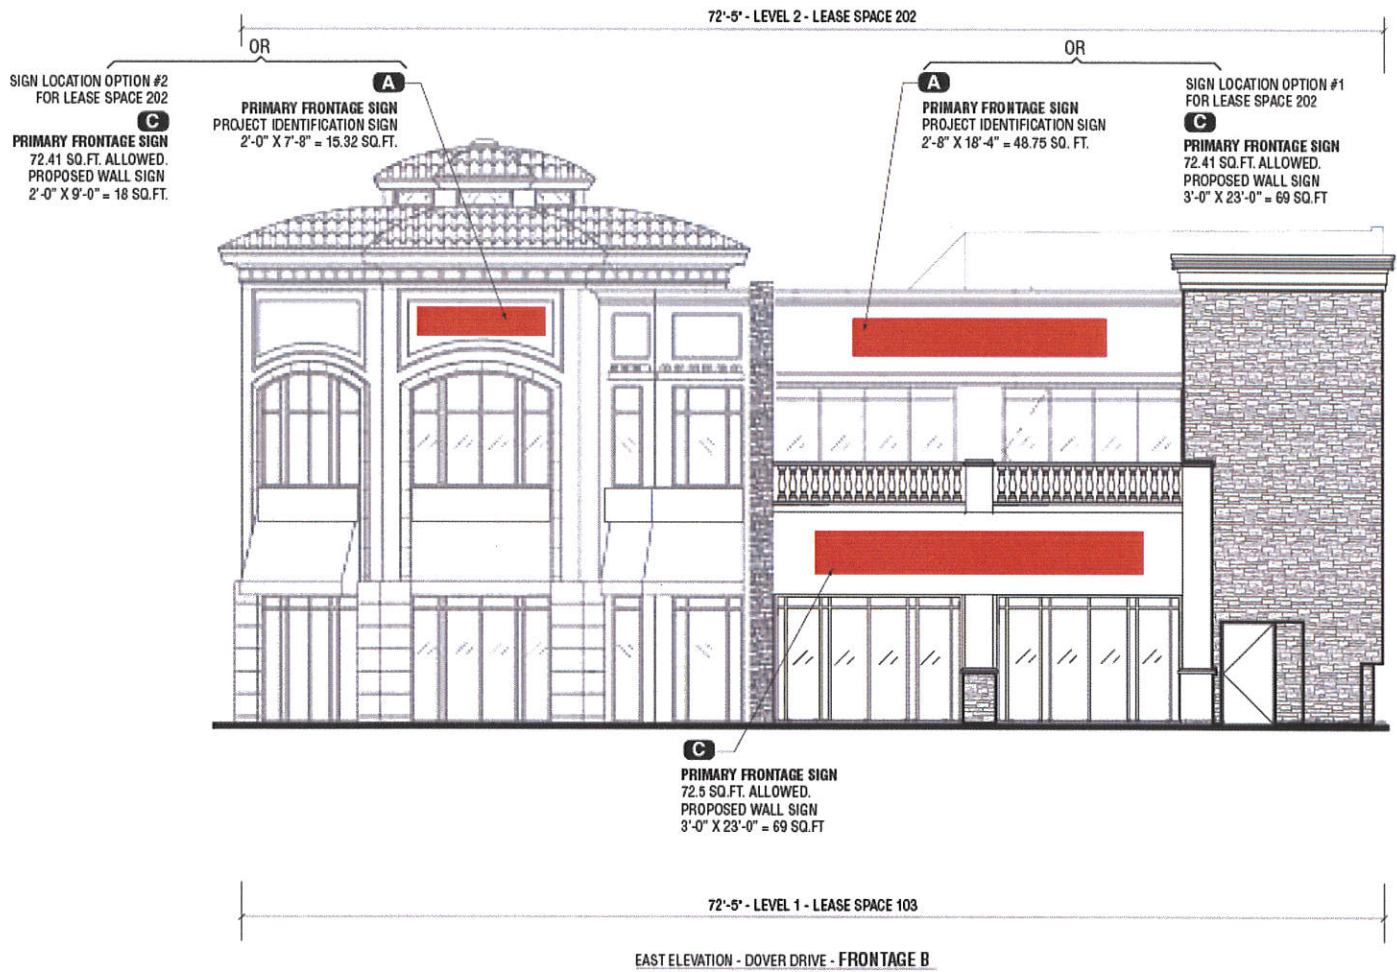 72'-5" - LEVEL 2 - LEASE SPACE 202
OR
SIGN LOCATION OPTION #2
FOR LEASE SPACE 202
C
PRIMARY FRONTAGE SIGN
72.41 SQ.FT. ALLOWED.
PROPOSED WALL SIGN
2'-0" X 9'-0" = 18 SQ.FT.
A
PRIMARY FRONTAGE SIGN
PROJECT IDENTIFICATION SIGN
2'-0" X 7'-8" = 15.32 SQ.FT.
OR
A
PRIMARY FRONTAGE SIGN
PROJECT IDENTIFICATION SIGN
2'-8" X 18'-4" = 48.75 SQ. FT.
SIGN LOCATION OPTION #1
FOR LEASE SPACE 202
C
PRIMARY FRONTAGE SIGN
72.41 SQ.FT. ALLOWED.
PROPOSED WALL SIGN
3'-0" X 23'-0" = 69 SQ.FT
C
PRIMARY FRONTAGE SIGN
72.5 SQ.FT. ALLOWED.
PROPOSED WALL SIGN
3'-0" X 23'-0" = 69 SQ.FT
72'-5" - LEVEL 1 - LEASE SPACE 103
EAST ELEVATION - DOVER DRIVE - FRONTAGE B